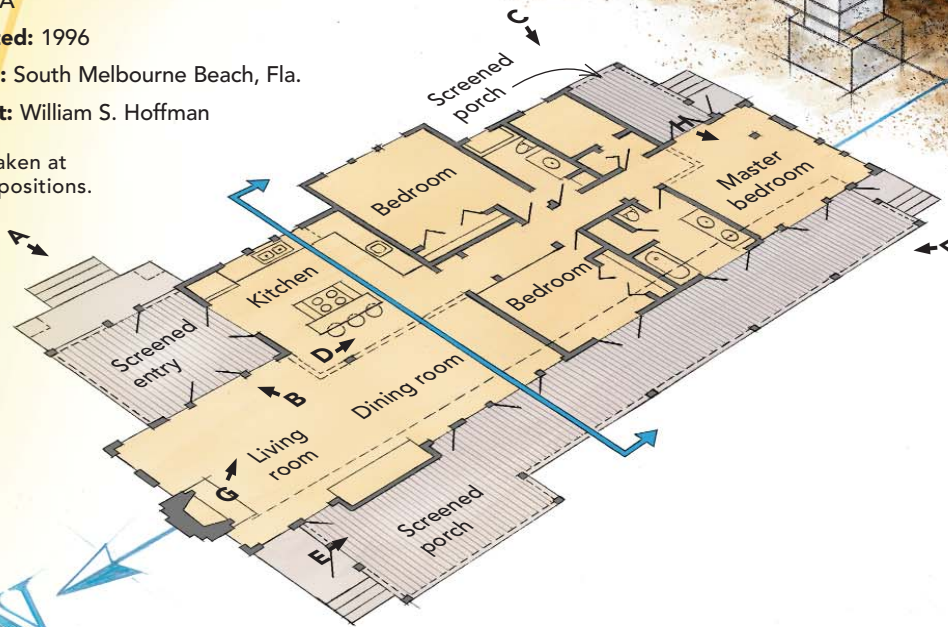 A
ted: 1996
: South Melbourne Beach, Fla.
t: William S. Hoffman
aken at
positions.
C
Screened
porch
H
Master
bedroom
Bedroom
A
Kitchen
Bedroom
Screened
entry
D
B
Dining room
Living
room
G
Screened
porch
E